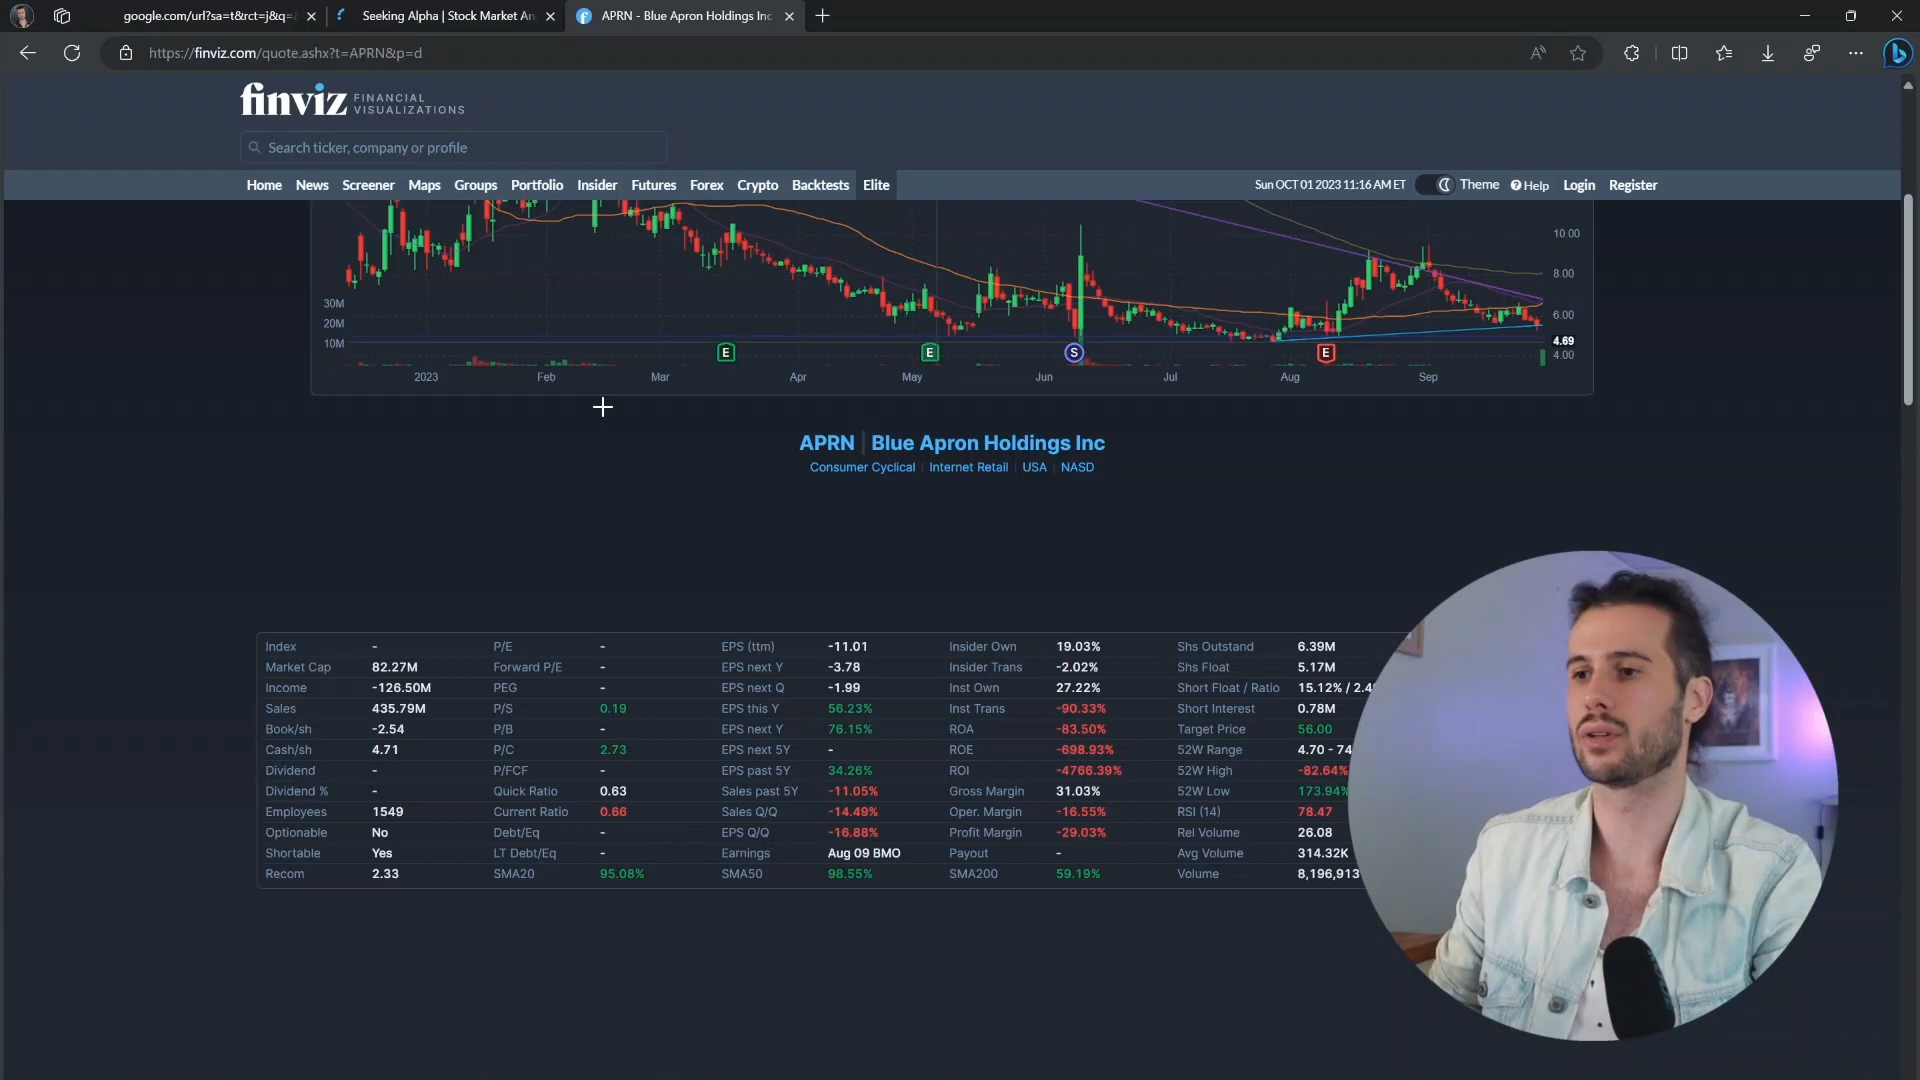 google.com/url?sa=t&rct=j&q=
Seeking Alpha | Stock Market An
APRN - Blue Apron Holdings Inc
https://finviz.com/quote.ashx?t=APRN&p=d
finviz FINANCIAL VISUALIZATIONS
Search ticker, company or profile
Home News Screener Maps Groups Portfolio Insider Futures Forex Crypto Backtests Elite Sun OCT 01 2023 11:16 AM ET Theme Help Login Register
10.00
8.00
30M
20M 6.00
10M 4.69
4.00
E E S E
2023 Feb Mar Apr May Jun Jul Aug Sep
APRN | Blue Apron Holdings Inc
Consumer Cyclical | Internet Retail | USA | NASD
Index - P/E - EPS (ttm) -11.01 Insider Own 19.03% Shs Outstand 6.39M
Market Cap 82.27M Forward P/E - EPS next Y -3.78 Insider Trans -2.02% Shs Float 5.17M
Income -126.50M PEG - EPS next Q -1.99 Inst Own 27.22% Short Float / Ratio 15.12% / 2.4
Sales 435.79M P/S 0.19 EPS this Y 56.23% Inst Trans -90.33% Short Interest 0.78M
Book/sh -2.54 P/B - EPS next Y 76.15% ROA -83.50% Target Price 56.00
Cash/sh 4.71 P/C 2.73 EPS next 5Y - ROE -698.93% 52W Range 4.70 - 74
Dividend - P/FCF - EPS past 5Y 34.26% ROI -4766.39% 52W High -82.64%
Dividend % - Quick Ratio 0.63 Sales past 5Y -11.05% Gross Margin 31.03% 52W Low 173.94%
Employees 1549 Current Ratio 0.66 Sales Q/Q -14.49% Oper. Margin -16.55% RSI (14) 78.47
Optionable No Debt/Eq - EPS Q/Q -16.88% Profit Margin -29.03% Rel Volume 26.08
Shortable Yes LT Debt/Eq - Earnings Aug 09 BMO Payout - Avg Volume 314.32K
Recom 2.33 SMA20 95.08% SMA50 98.55% SMA200 59.19% Volume 8,196,913